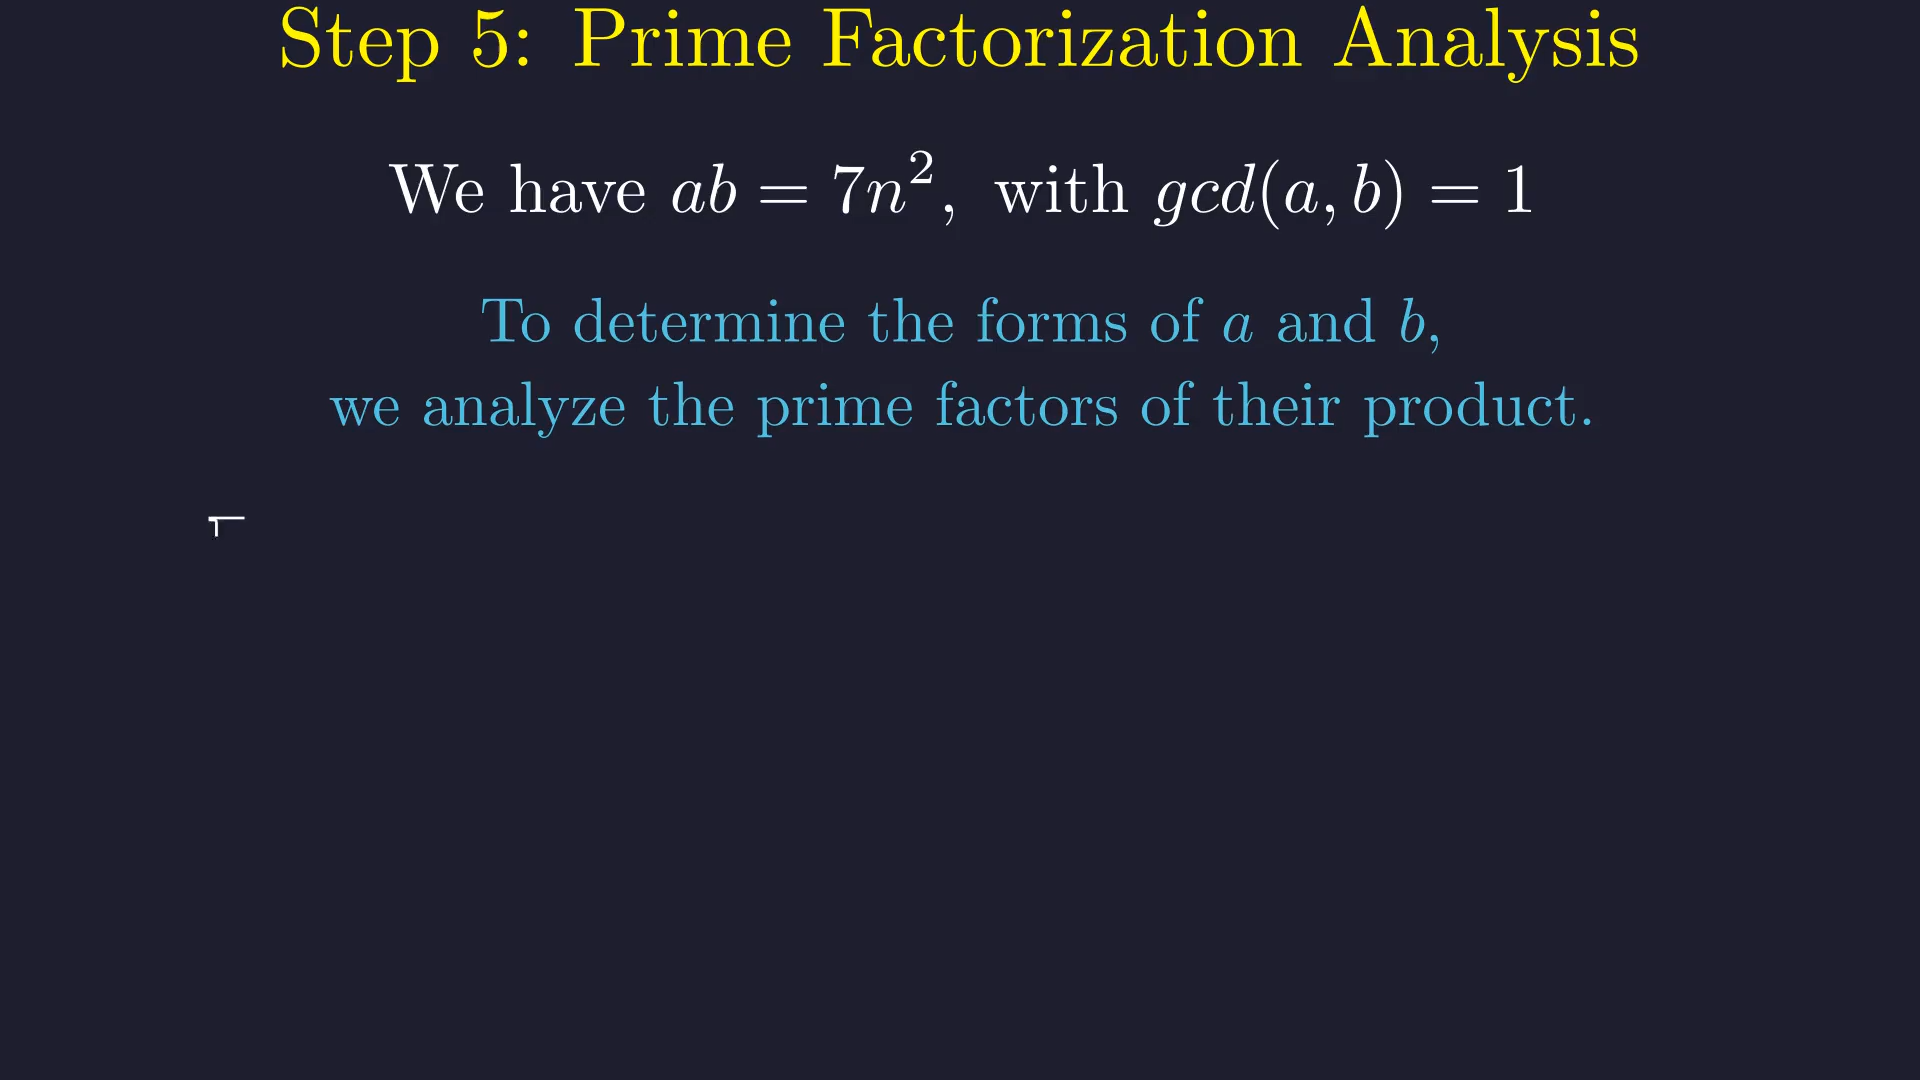 Step 5: Prime Factorization Analysis
We have ab = 7n², with gcd(a, b) = 1
To determine the forms of a and b,
we analyze the prime factors of their product.